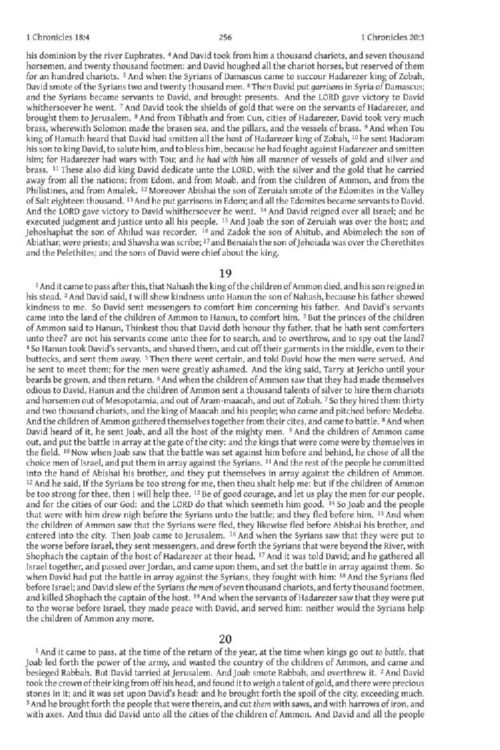 1 Chronicles 18:4 256 1 Chronicles 20:3
his dominion by the river Euphrates. 4 And David took from him a thousand chariots, and seven thousand
horsemen, and twenty thousand footmen: and David houghed all the chariot horses, but reserved of them
for an hundred chariots. 5 And when the Syrians of Damascus came to succour Hadarezer king of Zobah,
David smote of the Syrians two and twenty thousand men. 6 Then David put garrisons in Syria of Damascus;
and the Syrians became servants to David, and brought presents. And the LORD gave victory to David
whithersoever he went. 7 And David took the shields of gold that were on the servants of Hadarezer, and
brought them to Jerusalem. 8 And from Tibhath and from Cun, cities of Hadarezer, David took very much
brass, wherewith Solomon made the brasen sea, and the pillars, and the vessels of brass. 9 And when Tou
king of Hamath heard that David had smitten all the host of Hadarezer king of Zobah, 10 he sent Hadoram
his son to king David, to salute him, and to bless him, because he had fought against Hadarezer and smitten
him; for Hadarezer had wars with Tou; and he had with him all manner of vessels of gold and silver and
brass. 11 These also did king David dedicate unto the LORD, with the silver and the gold that he carried
away from all the nations; from Edom, and from Moab, and from the children of Ammon, and from the
Philistines, and from Amalek. 12 Moreover Abishai the son of Zeruiah smote of the Edomites in the Valley
of Salt eighteen thousand. 13 And he put garrisons in Edom; and all the Edomites became servants to David.
And the LORD gave victory to David whithersoever he went. 14 And David reigned over all Israel; and he
executed judgment and justice unto all his people. 15 And Joab the son of Zeruiah was over the host; and
Jehoshaphat the son of Ahilud was recorder. 16 and Zadok the son of Ahitub, and Abimelech the son of
Abiathar, were priests; and Shavsha was scribe; 17 and Benaiah the son of Jehoiada was over the Cherethites
and the Pelethites; and the sons of David were chief about the king.
19
1 And it came to pass after this, that Nahash the king of the children of Ammon died, and his son reigned in
his stead. 2 And David said, I will shew kindness unto Hanun the son of Nahash, because his father shewed
kindness to me. So David sent messengers to comfort him concerning his father. And David's servants
came into the land of the children of Ammon to Hanun, to comfort him. 3 But the princes of the children
of Ammon said to Hanun, Thinkest thou that David doth honour thy father, that he hath sent comforters
unto thee? are not his servants come unto thee for to search, and to overthrow, and to spy out the land?
4 So Hanun took David's servants, and shaved them, and cut off their garments in the middle, even to their
buttocks, and sent them away. 5 Then there went certain, and told David how the men were served. And
he sent to meet them; for the men were greatly ashamed. And the king said, Tarry at Jericho until your
beards be grown, and then return. 6 And when the children of Ammon saw that they had made themselves
odious to David, Hanun and the children of Ammon sent a thousand talents of silver to hire them chariots
and horsemen out of Mesopotamia, and out of Aram-maacah, and out of Zobah. 7 So they hired them thirty
and two thousand chariots, and the king of Maacah and his people; who came and pitched before Medeba.
And the children of Ammon gathered themselves together from their cites, and came to battle. 8 And when
David heard of it, he sent Joab, and all the host of the mighty men. 9 And the children of Ammon came
out, and put the battle in array at the gate of the city: and the kings that were come were by themselves in
the field. 10 Now when Joab saw that the battle was set against him before and behind, he chose of all the
choice men of Israel, and put them in array against the Syrians. 11 And the rest of the people he committed
into the hand of Abishai his brother, and they put themselves in array against the children of Ammon.
12 And he said, If the Syrians be too strong for me, then thou shalt help me: but if the children of Ammon
be too strong for thee, then I will help thee. 13 Be of good courage, and let us play the men for our people,
and for the cities of our God: and the LORD do that which seemeth him good. 14 So Joab and the people
that were with him drew nigh before the Syrians unto the battle; and they fled before him. 15 And when
the children of Ammon saw that the Syrians were fled, they likewise fled before Abishai his brother, and
entered into the city. Then Joab came to Jerusalem. 16 And when the Syrians saw that they were put to
the worse before Israel, they sent messengers, and drew forth the Syrians that were beyond the River, with
Shophach the captain of the host of Hadarezer at their head. 17 And it was told David; and he gathered all
Israel together, and passed over Jordan, and came upon them, and set the battle in array against them. So
when David had put the battle in array against the Syrians, they fought with him: 18 And the Syrians fled
before Israel; and David slew of the Syrians the men of seven thousand chariots, and forty thousand footmen,
and killed Shophach the captain of the host. 19 And when the servants of Hadarezer saw that they were put
to the worse before Israel, they made peace with David, and served him: neither would the Syrians help
the children of Ammon any more.
20
1 And it came to pass, at the time of the return of the year, at the time when kings go out to battle, that
Joab led forth the power of the army, and wasted the country of the children of Ammon, and came and
besieged Rabbah. But David tarried at Jerusalem. And Joab smote Rabbah, and overthrew it. 2 And David
took the crown of their king from off his head, and found it to weigh a talent of gold, and there were precious
stones in it; and it was set upon David's head: and he brought forth the spoil of the city, exceeding much.
3 And he brought forth the people that were therein, and cut them with saws, and with harrows of iron, and
with axes. And thus did David unto all the cities of the children of Ammon. And David and all the people